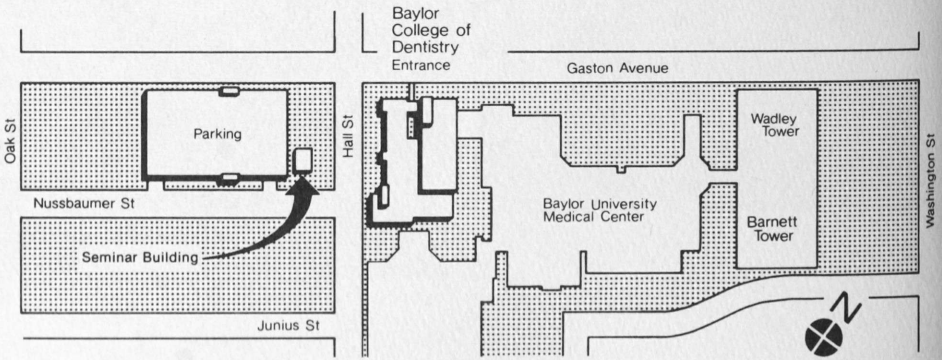 Baylor
College of
Dentistry
Entrance
Gaston Avenue
Oak St
Parking
Hall St
Wadley
Tower
Washington St
Nussbaumer St
Baylor University
Medical Center
Barnett
Tower
Seminar Building
Junius St
N